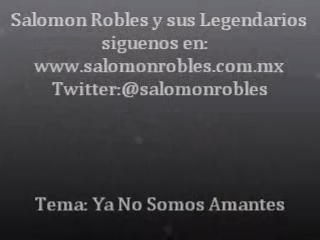 Salomon Robles y sus Legendarios
siguenos en:
www.salomonrobles.com.mx
Twitter:@salomonrobles
Tema: Ya No Somos Amantes